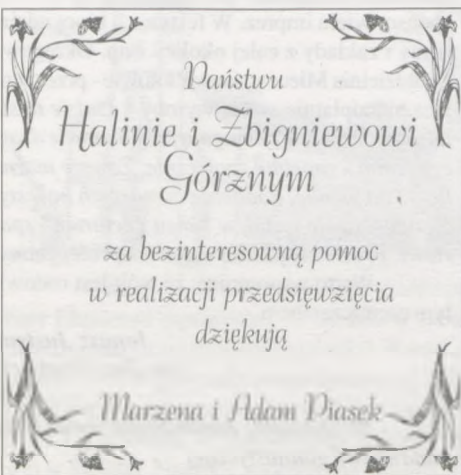 Państwu
Halinie i Zbigniewowi
Górznym
za bezinteresowną pomoc
w realizacji przedsięwzięcia
dziękują
Marzena i Adam Piasek